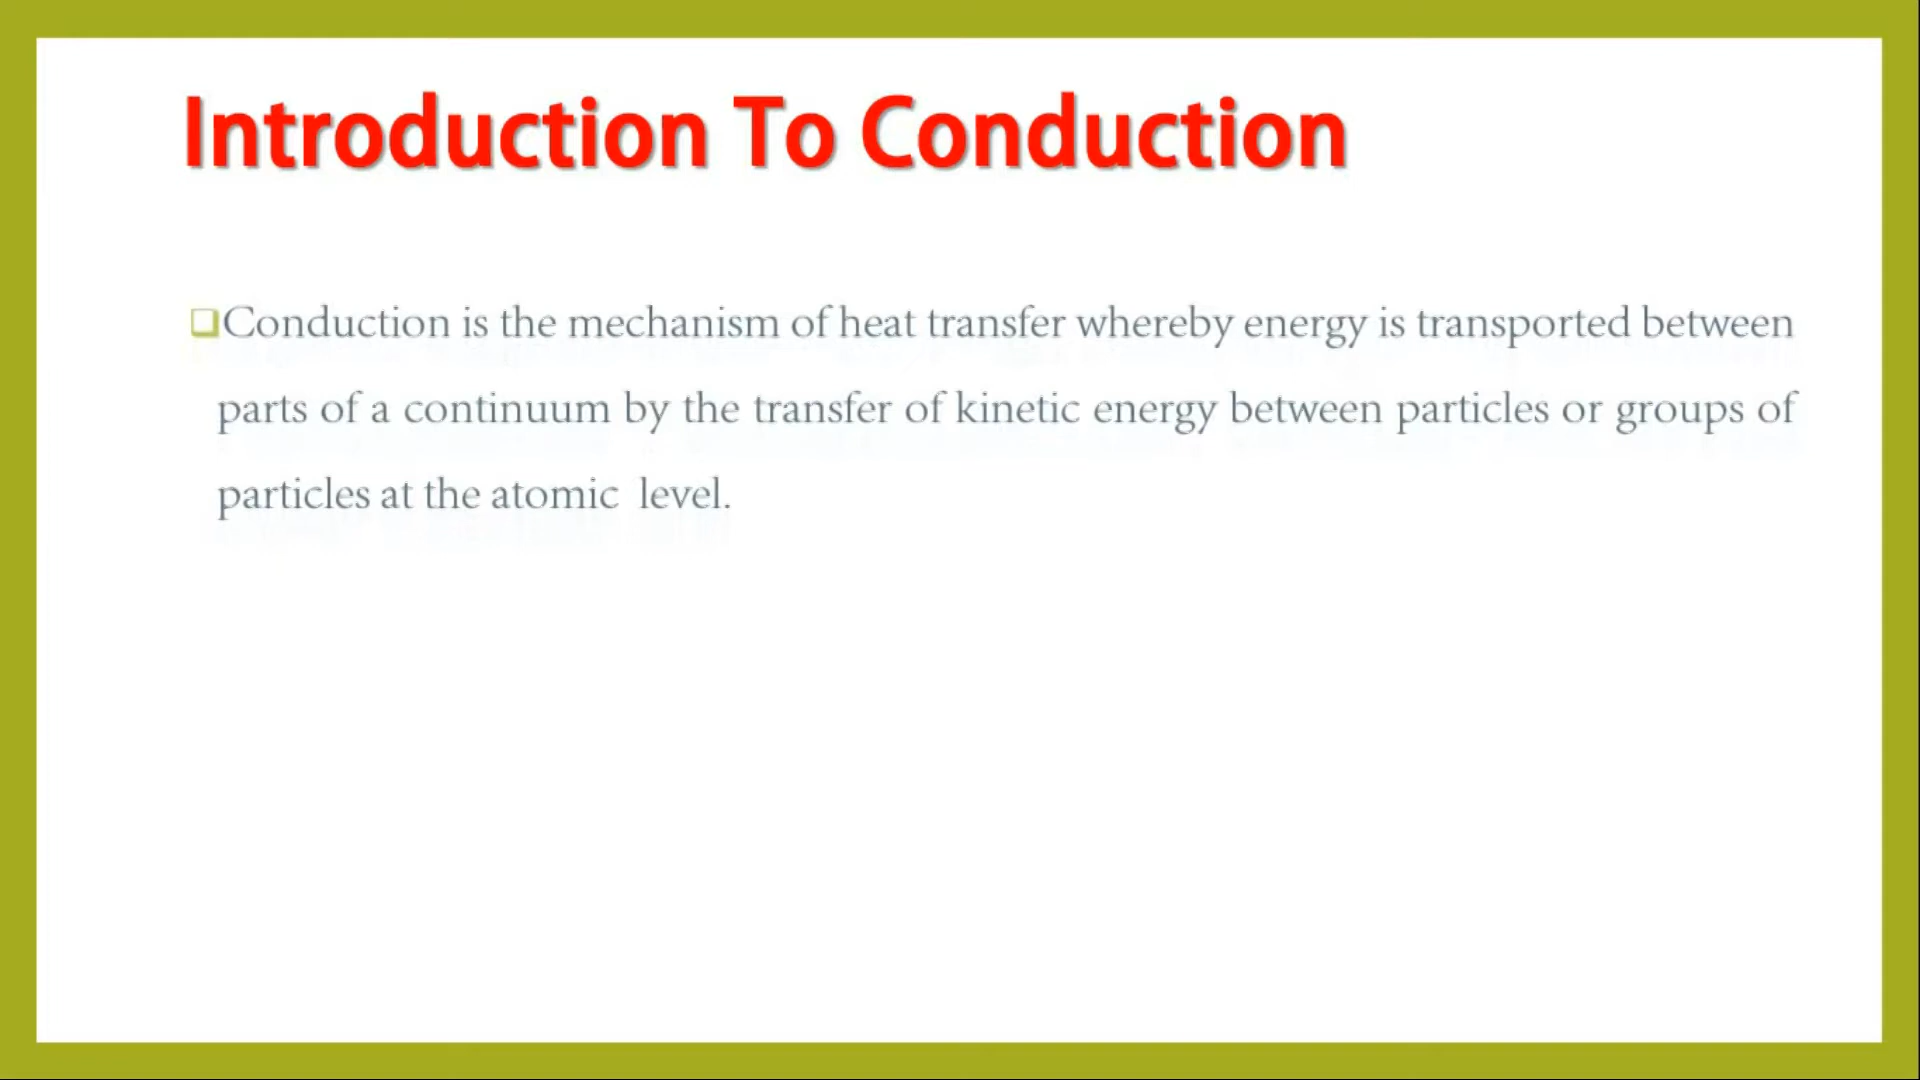 Introduction To Conduction
Conduction is the mechanism of heat transfer whereby energy is transported between
parts of a continuum by the transfer of kinetic energy between particles or groups of
particles at the atomic level.